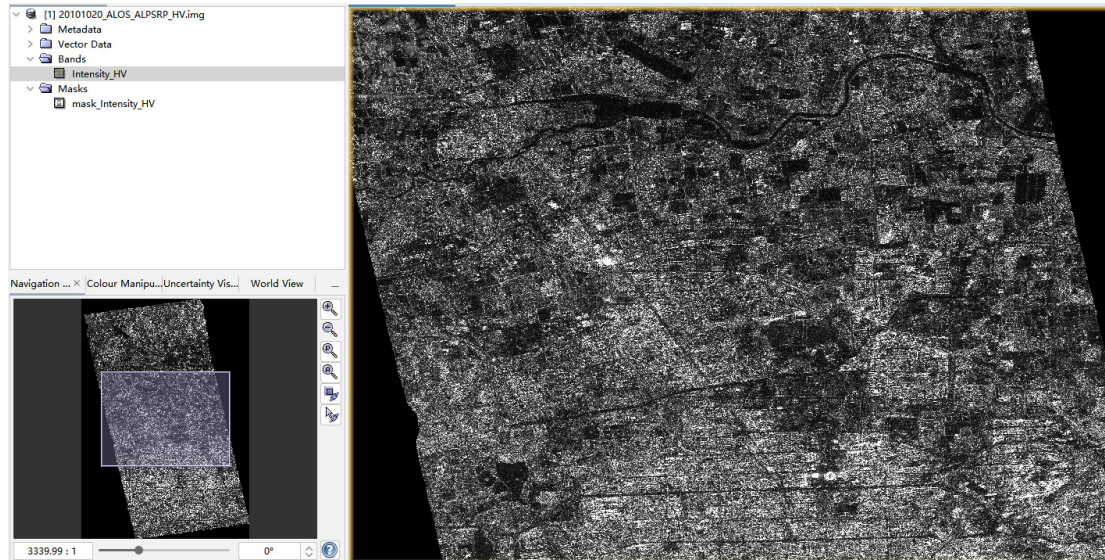 [1] 20101020_ALOS_ALPSRP_HV.img
Metadata
Vector Data
Bands
Intensity_HV
Masks
mask_Intensity_HV
Navigation ... × Colour Manipu... Uncertainty Vis... World View
3339.99 : 1 0°